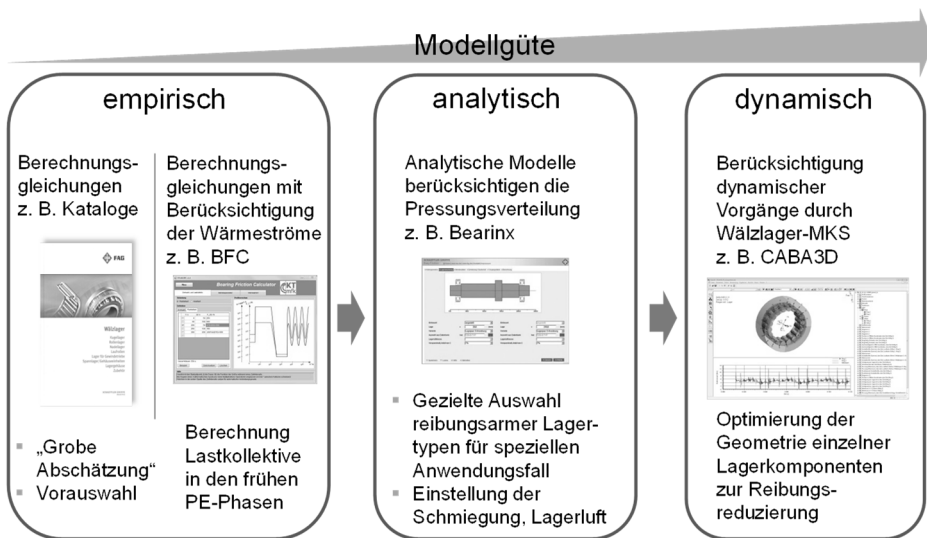 Modellgüte
empirisch
Berechnungs-
gleichungen
z. B. Kataloge
FAG
Wälzlager
„Grobe
Abschätzung“
Vorauswahl
Berechnungs-
gleichungen mit
Berücksichtigung
der Wärmeströme
z. B. BFC
Bearing Friction Calculator
Berechnung
Lastkollektive
in den frühen
PE-Phasen
analytisch
Analytische Modelle
berücksichtigen die
Pressungsverteilung
z. B. Bearinx
Gezielte Auswahl
reibungsarmer Lager-
typen für speziellen
Anwendungsfall
Einstellung der
Schmiegung, Lagerluft
dynamisch
Berücksichtigung
dynamischer
Vorgänge durch
Wälzlager-MKS
z. B. CABA3D
Optimierung der
Geometrie einzelner
Lagerkomponenten
zur Reibungs-
reduzierung